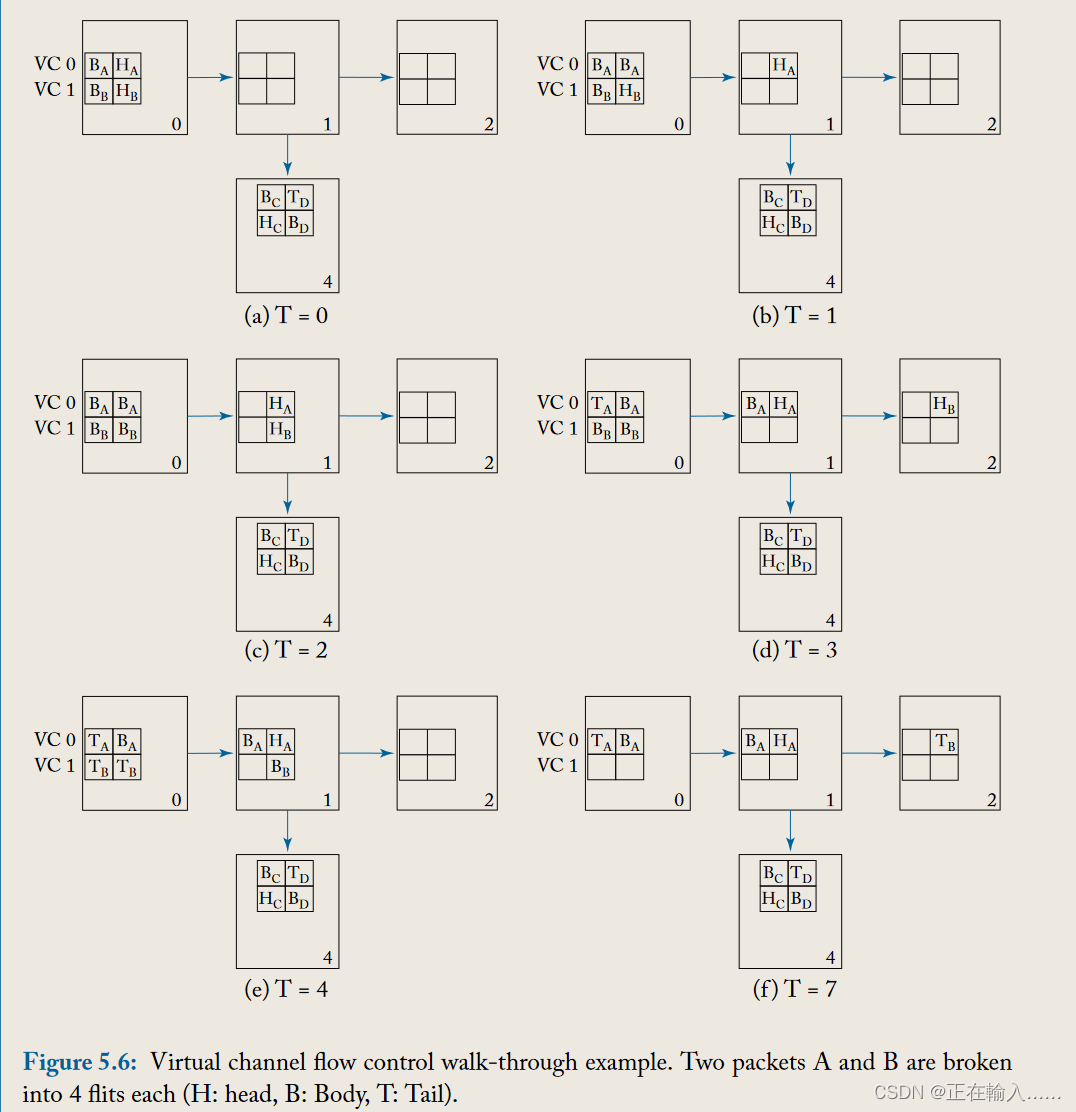 VC 0 B_A H_A VC 0 B_A B_A H_A
VC 1 B_B H_B VC 1 B_B H_B
0 1 2 0 1 2
B_C T_D B_C T_D
H_C B_D H_C B_D
4 4
(a) T = 0 (b) T = 1
VC 0 B_A B_A H_A VC 0 T_A B_A B_A H_A H_B
VC 1 B_B B_B H_B VC 1 B_B B_B
0 1 2 0 1 2
B_C T_D B_C T_D
H_C B_D H_C B_D
4 4
(c) T = 2 (d) T = 3
VC 0 T_A B_A B_A H_A VC 0 T_A B_A B_A H_A T_B
VC 1 T_B T_B B_B VC 1
0 1 2 0 1 2
B_C T_D B_C T_D
H_C B_D H_C B_D
4 4
(e) T = 4 (f) T = 7
Figure 5.6: Virtual channel flow control walk-through example. Two packets A and B are broken
into 4 flits each (H: head, B: Body, T: Tail).
CSDN @正在輸入……